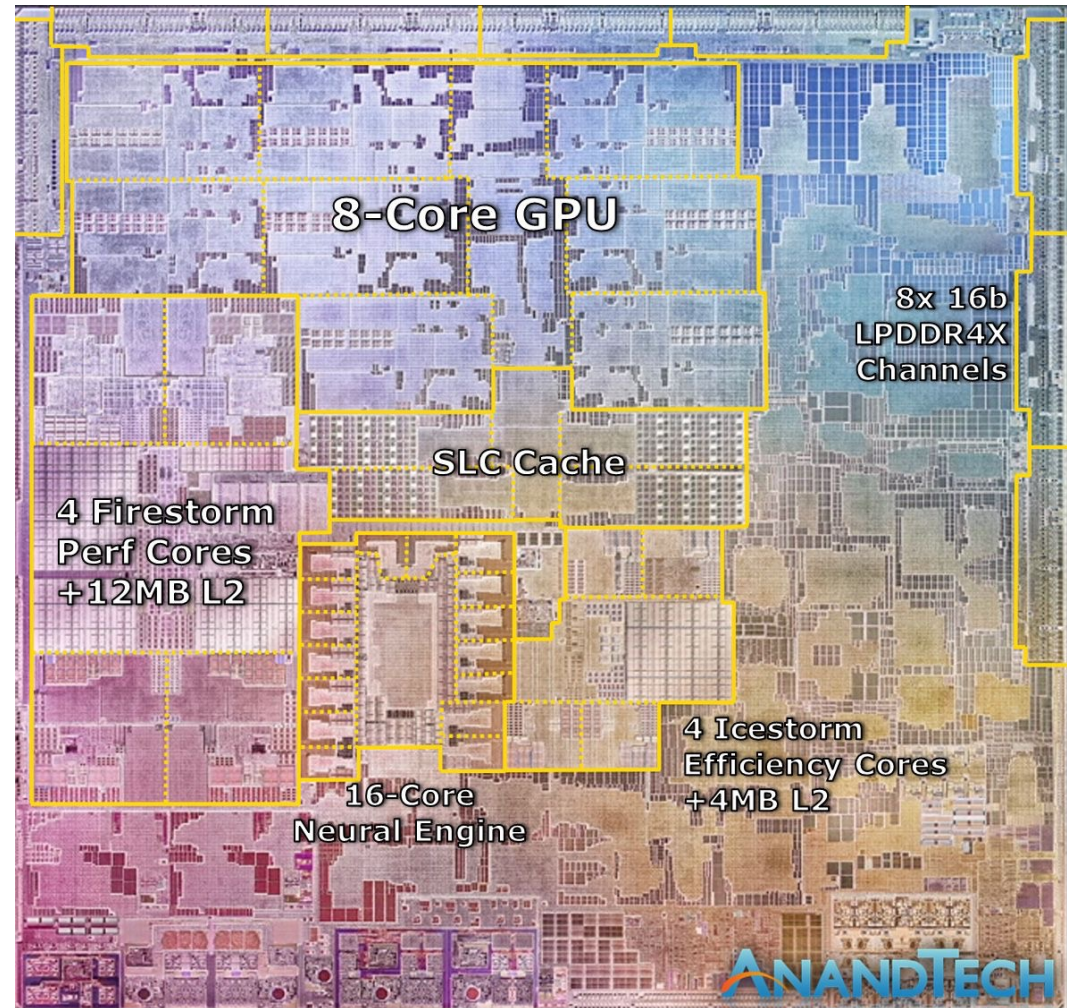 8-Core GPU
8x 16b
LPDDR4X
Channels
SLC Cache
4 Firestorm
Perf Cores
+12MB L2
4 Icestorm
Efficiency Cores
+4MB L2
16-Core
Neural Engine
ANANDTECH